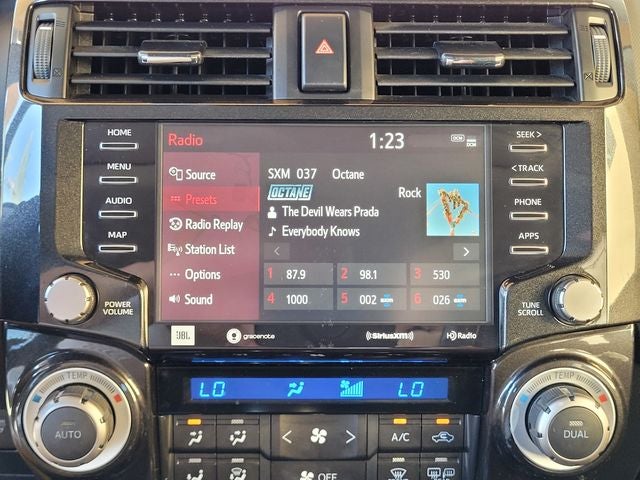 HOME
MENU
AUDIO
MAP
POWER
VOLUME
Radio
1:23
DCM
Source
Presets
Radio Replay
Station List
Options
Sound
SXM 037 Octane
OCTANE
Rock
The Devil Wears Prada
Everybody Knows
1 87.9
2 98.1
3 530
4 1000
5 002
6 026
SEEK >
< TRACK
PHONE
APPS
TUNE
SCROLL
JBL
gracenote
((SiriusXM))
HD Radio
LO
LO
TEMP
AUTO
A/C
OFF
TEMP
DUAL